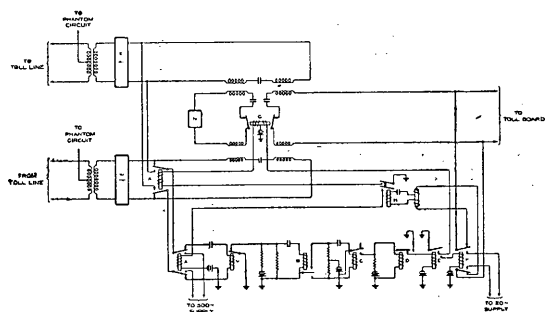 TO
PHANTOM
CIRCUIT
TO
TOLL LINE
TO
PHANTOM
CIRCUIT
FROM
TOLL LINE
TO
TOLL BOARD
G
A
H
B
C
D
E
F
TO 500~
SUPPLY
TO 20~
SUPPLY